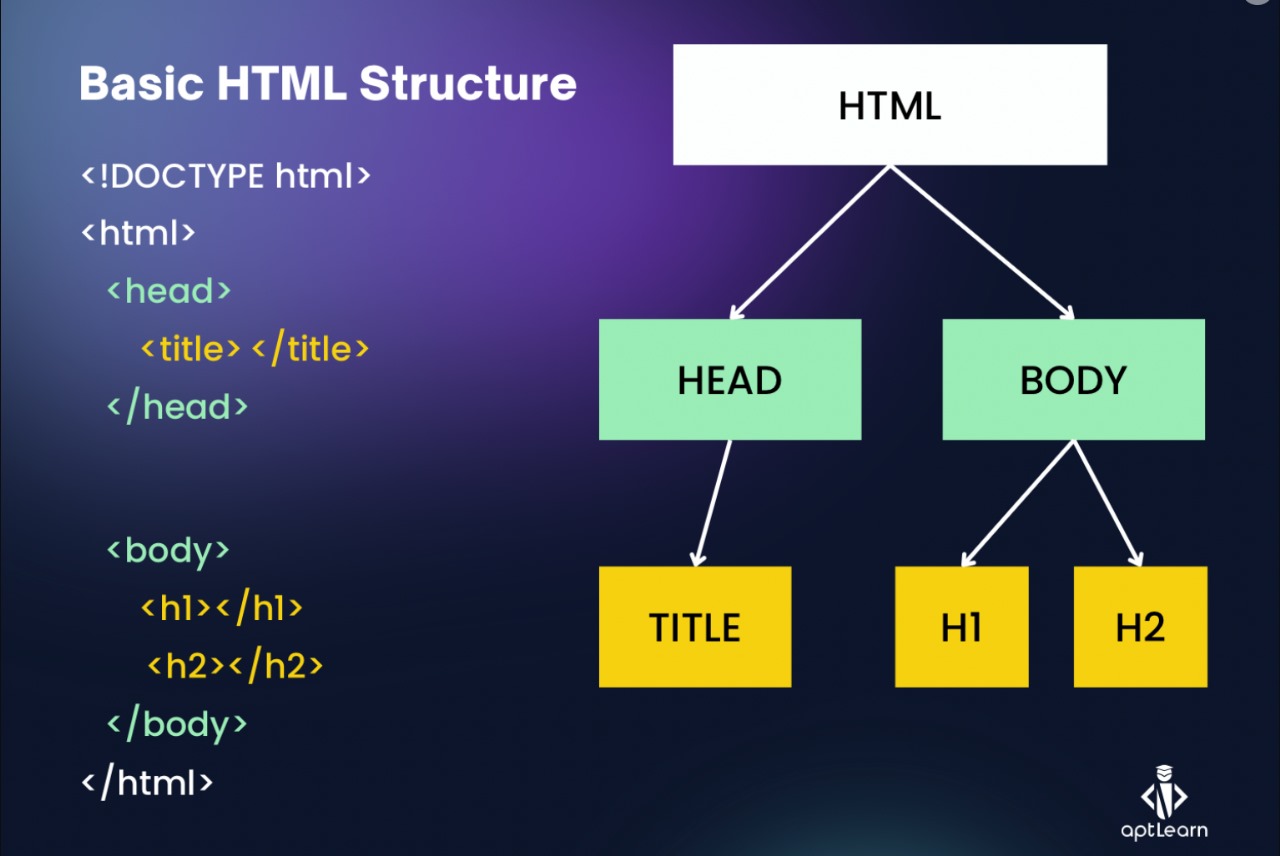 Basic HTML Structure
<!DOCTYPE html>
<html>
<head>
<title> </title>
</head>
<body>
<h1></h1>
<h2></h2>
</body>
</html>
HTML
HEAD
BODY
TITLE
H1
H2
aptLearn